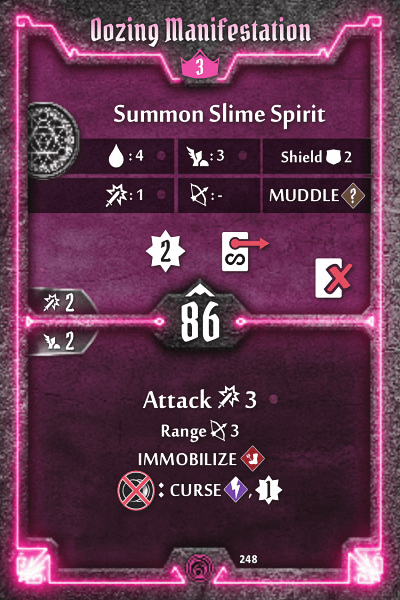 Oozing Manifestation
3
Summon Slime Spirit
: 4 : 3 Shield 2
: 1 : - MUDDLE ?
2 S
2
86
2
Attack 3
Range 3
IMMOBILIZE
: CURSE , 1
248